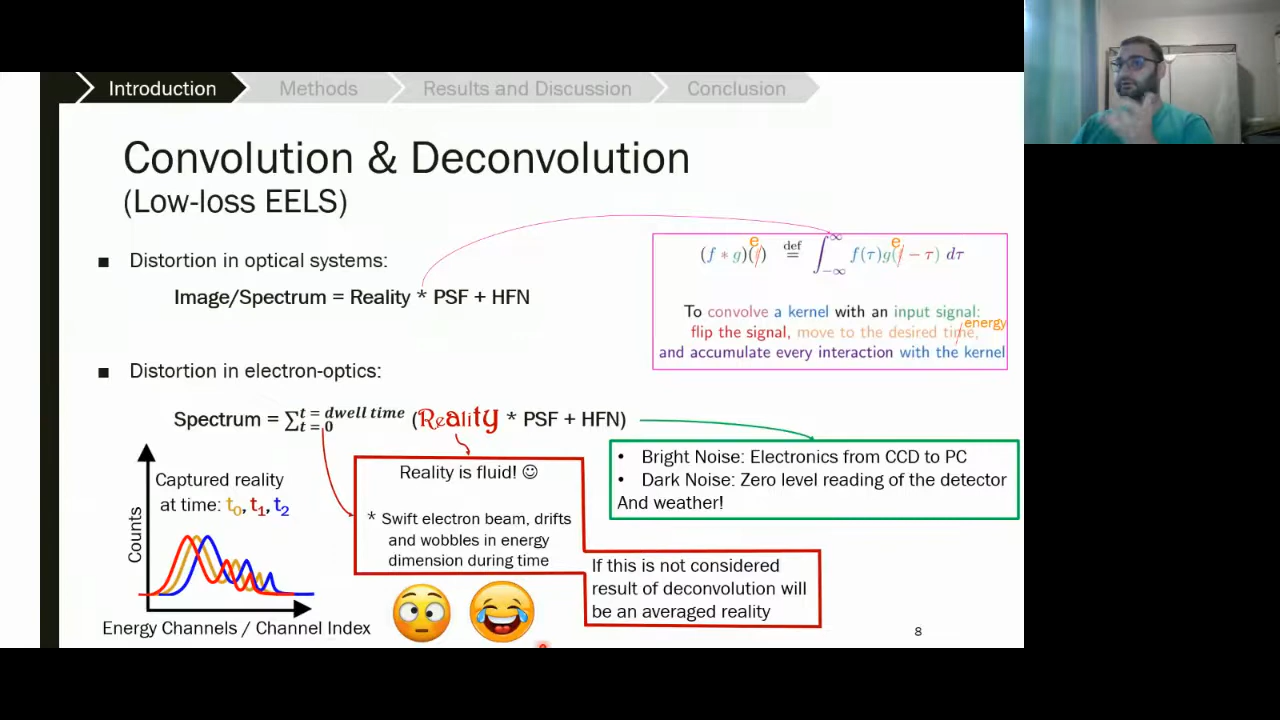 Introduction
Methods
Results and Discussion
Conclusion
Convolution & Deconvolution
(Low-loss EELS)
■ Distortion in optical systems:
Image/Spectrum = Reality * PSF + HFN
(f * g)(t) e def = ∫_{−∞}^{∞} f(τ)g(t − τ) dτ e
To convolve a kernel with an input signal:
flip the signal, move to the desired time, energy
and accumulate every interaction with the kernel
■ Distortion in electron-optics:
Spectrum = ∑_{t = 0}^{t = dwell time} (Reality * PSF + HFN)
• Bright Noise: Electronics from CCD to PC
• Dark Noise: Zero level reading of the detector
And weather!
Reality is fluid! ☺
* Swift electron beam, drifts
and wobbles in energy
dimension during time
If this is not considered
result of deconvolution will
be an averaged reality
Captured reality
at time: t₀, t₁, t₂
Counts
Energy Channels / Channel Index
8